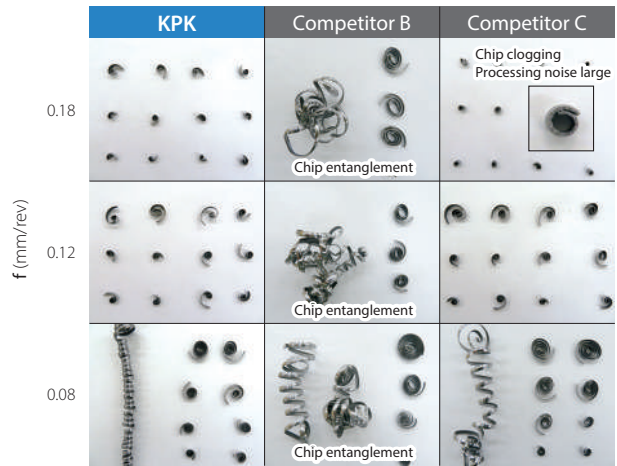 KPK Competitor B Competitor C
f (mm/rev)
0.18
Chip entanglement
Chip clogging
Processing noise large
0.12
Chip entanglement
0.08
Chip entanglement